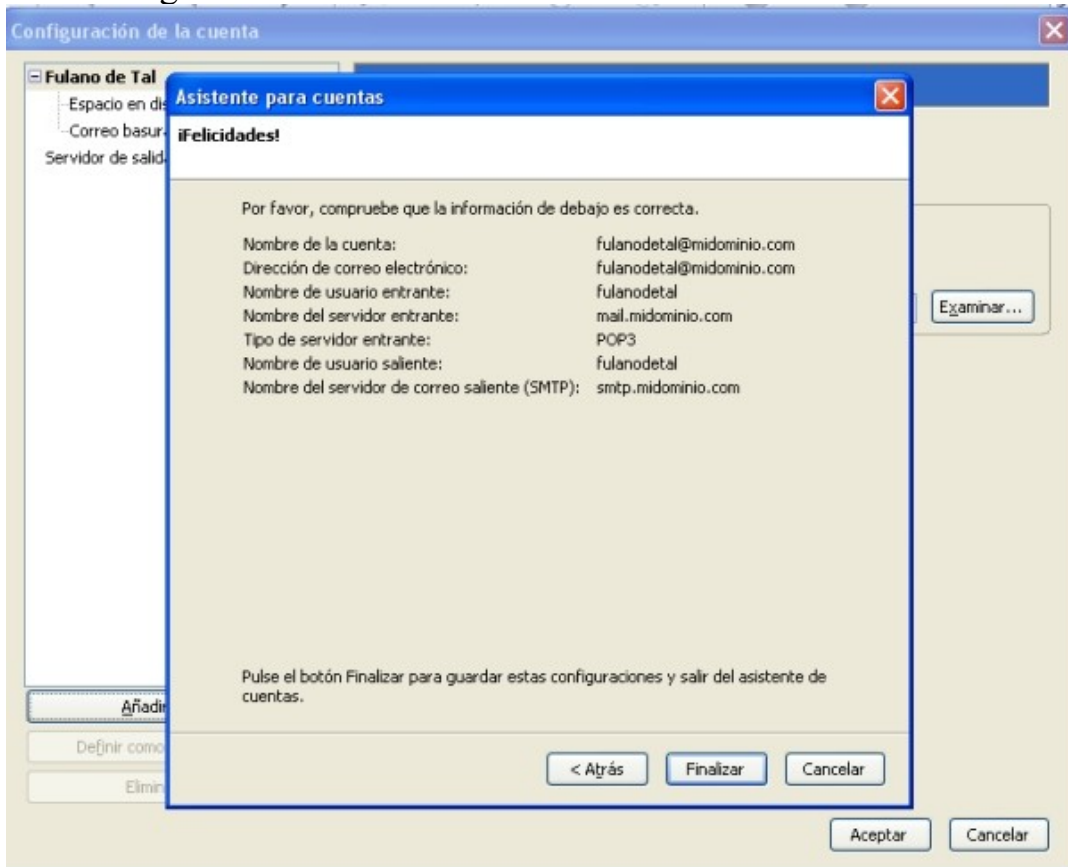 Configuración de la cuenta
Fulano de Tal
Espacio en
Correo
Servidor de
Asistente para cuentas
¡Felicidades!
Por favor, compruebe que la información de debajo es correcta.
Nombre de la cuenta: fulanodetal@midominio.com
Dirección de correo electrónico: fulanodetal@midominio.com
Nombre de usuario entrante: fulanodetal
Nombre del servidor entrante: mail.midominio.com
Tipo de servidor entrante: POP3
Nombre de usuario saliente: fulanodetal
Nombre del servidor de correo saliente (SMTP): smtp.midominio.com
Examinar...
Pulse el botón Finalizar para guardar estas configuraciones y salir del asistente de
cuentas.
Añadir
Definir como
< Atrás Finalizar Cancelar
Aceptar Cancelar